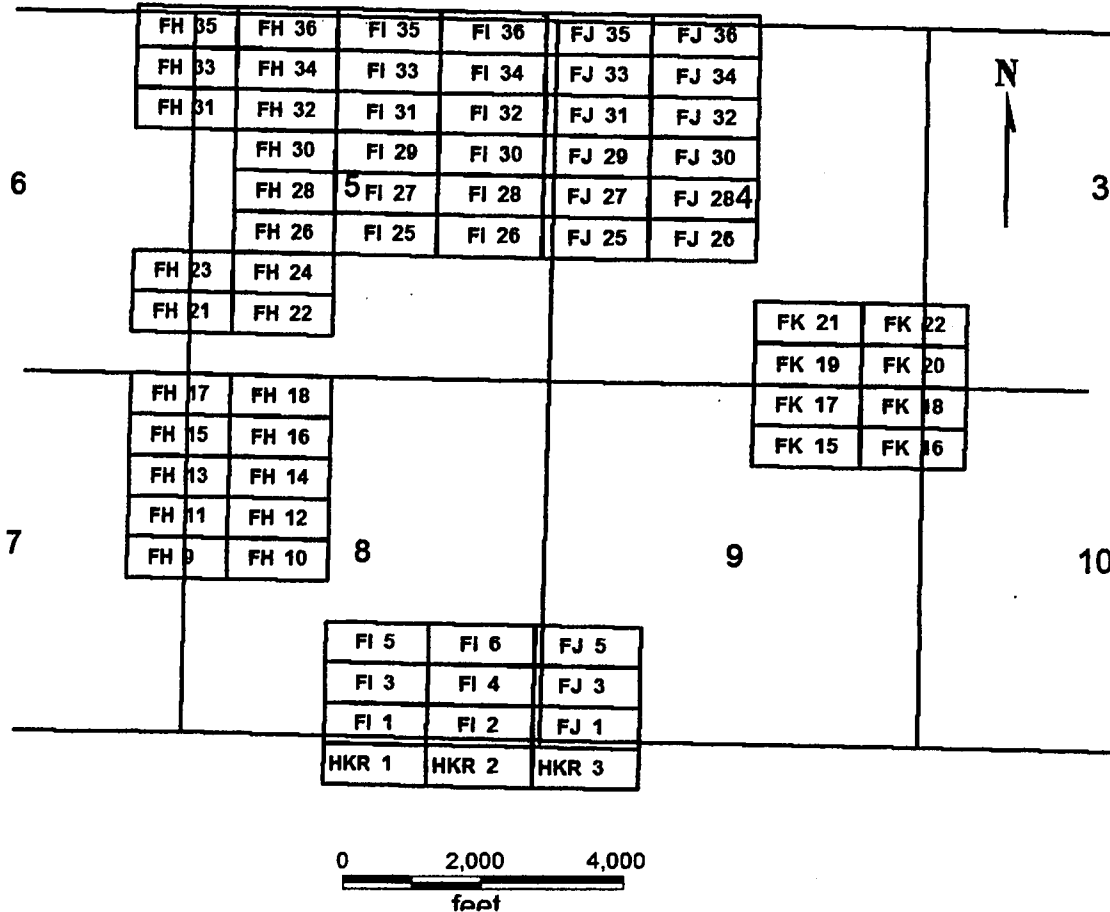 FH 35 FH 36 FI 35 FI 36 FJ 35 FJ 36
FH 33 FH 34 FI 33 FI 34 FJ 33 FJ 34
N
FH 31 FH 32 FI 31 FI 32 FJ 31 FJ 32
FH 30 FI 29 FI 30 FJ 29 FJ 30
6 FH 28 5 FI 27 FI 28 FJ 27 FJ 28 4 3
FH 26 FI 25 FI 26 FJ 25 FJ 26
FH 23 FH 24
FH 21 FH 22
FK 21 FK 22
FK 19 FK 20
FH 17 FH 18
FK 17 FK 18
FH 15 FH 16
FK 15 FK 16
FH 13 FH 14
FH 11 FH 12
7 FH 9 FH 10 8 9 10
FI 5 FI 6 FJ 5
FI 3 FI 4 FJ 3
FI 1 FI 2 FJ 1
HKR 1 HKR 2 HKR 3
0 2,000 4,000
feet